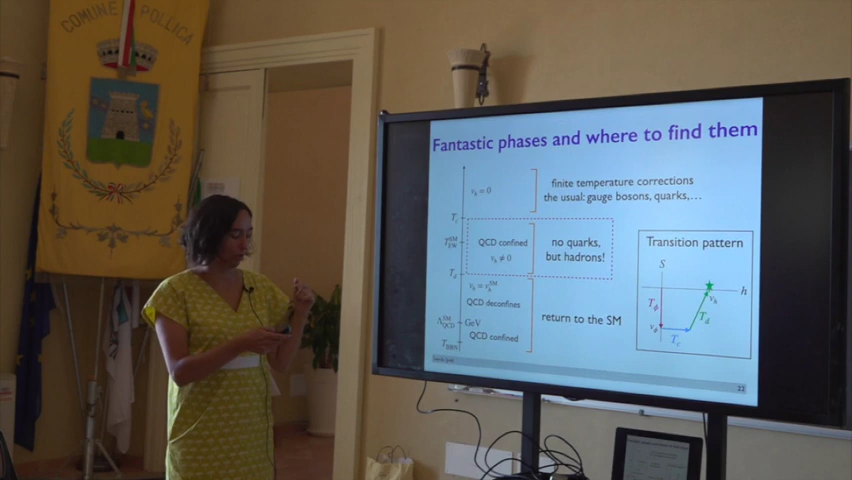 COMUNE POLLICA
Fantastic phases and where to find them
v_h = 0
finite temperature corrections
the usual: gauge bosons, quarks,…
T_c
T_EW^SM
QCD confined
v_h ≠ 0
no quarks,
but hadrons!
T_d
v_h = v_h^SM
QCD deconfines
Λ_QCD^SM ~ GeV
QCD confined
T_BBN
return to the SM
Transition pattern
S
h
T_ϕ
v_ϕ
T_c
T_d
v_h
22